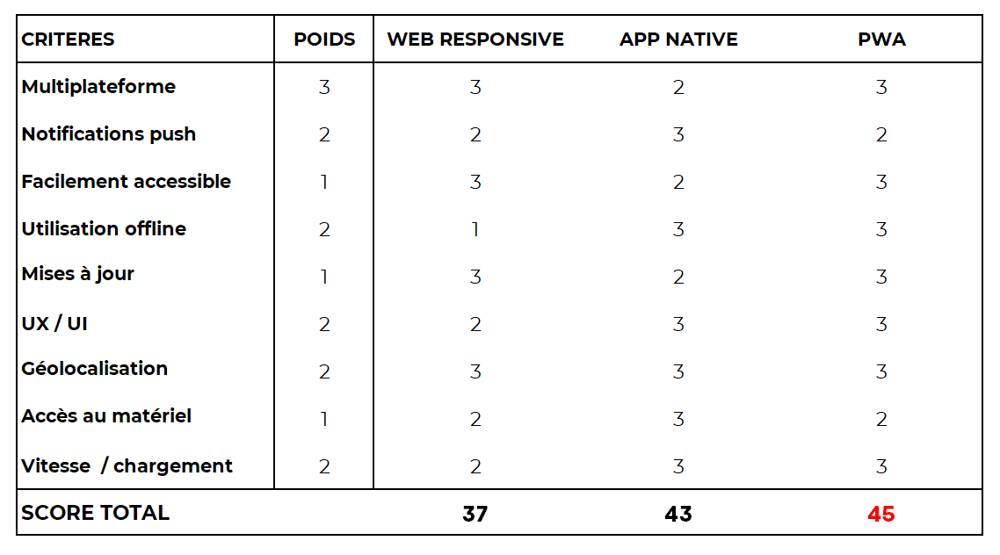 CRITERES POIDS WEB RESPONSIVE APP NATIVE PWA
Multiplateforme 3 3 2 3
Notifications push 2 2 3 2
Facilement accessible 1 3 2 3
Utilisation offline 2 1 3 3
Mises à jour 1 3 2 3
UX / UI 2 2 3 3
Géolocalisation 2 3 3 3
Accès au matériel 1 2 3 2
Vitesse / chargement 2 2 3 3
SCORE TOTAL 37 43 45